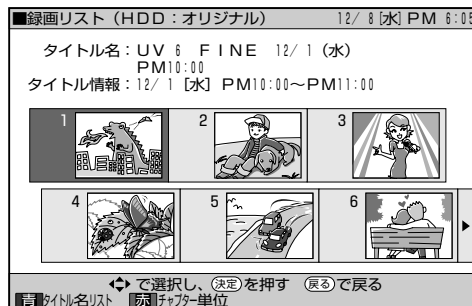 ■録画リスト（HDD：オリジナル） 12/ 8 [水] PM 6:05
タイトル名：UV 6 FINE 12/ 1（水）
PM10:00
タイトル情報：12/ 1 [水] PM10:00～PM11:00
1 2 3
4 5 6
で選択し、決定を押す 戻るで戻る
青 タイトル名リスト 赤 チャプター単位